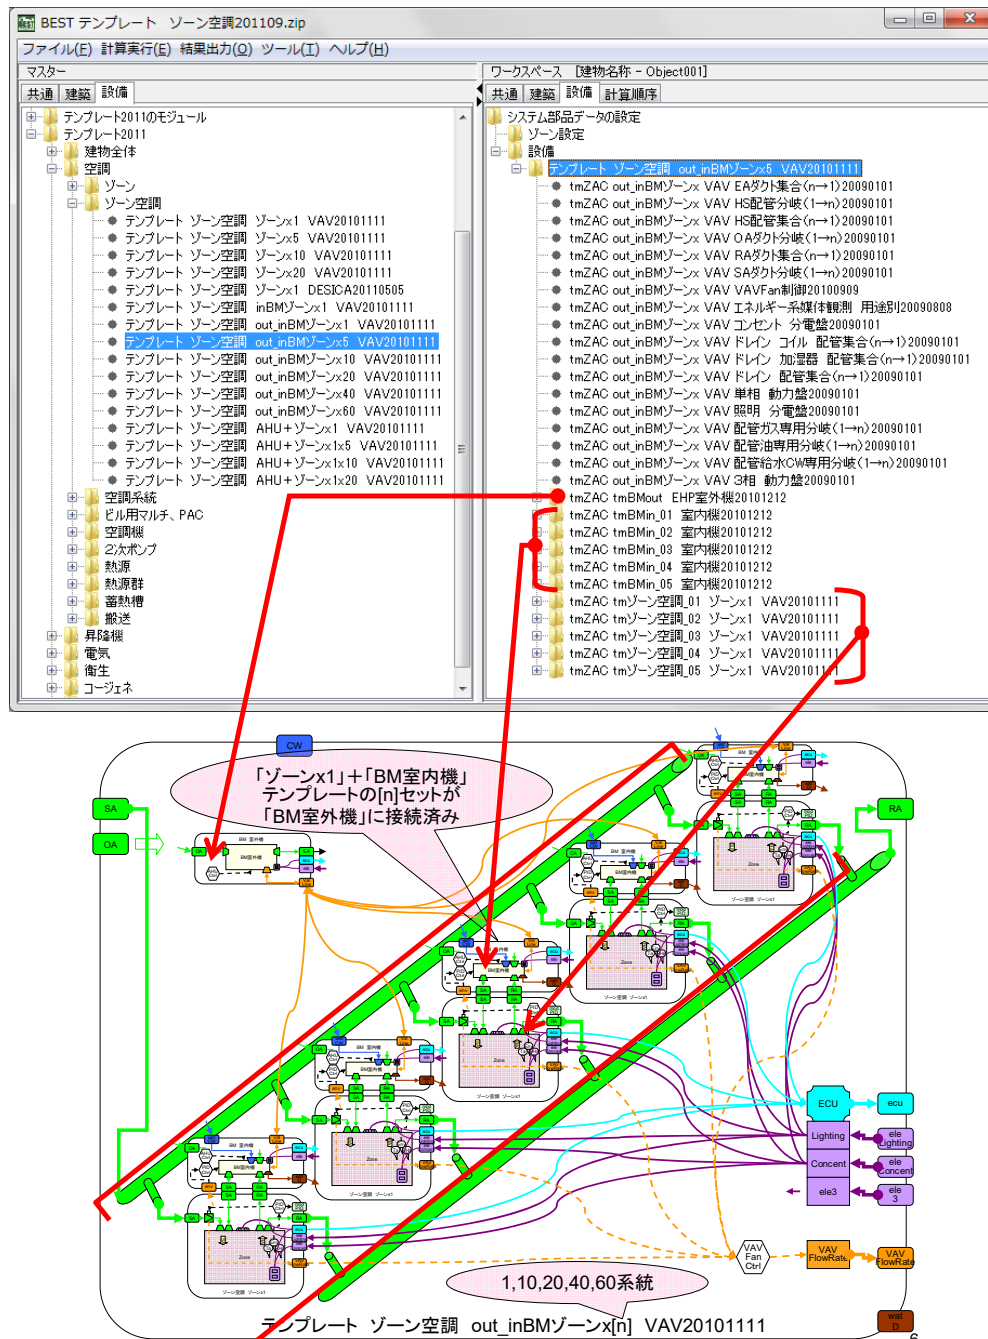 BEST テンプレート　ゾーン空調201109.zip
ファイル(F) 計算実行(E) 結果出力(O) ツール(T) ヘルプ(H)
マスター
共通 建築 設備
テンプレート2011のモジュール
テンプレート2011
建物全体
空調
ゾーン
ゾーン空調
テンプレート ゾーン空調 ゾーンx1 VAV20101111
テンプレート ゾーン空調 ゾーンx5 VAV20101111
テンプレート ゾーン空調 ゾーンx10 VAV20101111
テンプレート ゾーン空調 ゾーンx20 VAV20101111
テンプレート ゾーン空調 ゾーンx1 DESICA20110505
テンプレート ゾーン空調 inBMゾーンx1 VAV20101111
テンプレート ゾーン空調 out_inBMゾーンx1 VAV20101111
テンプレート ゾーン空調 out_inBMゾーンx5 VAV20101111
テンプレート ゾーン空調 out_inBMゾーンx10 VAV20101111
テンプレート ゾーン空調 out_inBMゾーンx20 VAV20101111
テンプレート ゾーン空調 out_inBMゾーンx40 VAV20101111
テンプレート ゾーン空調 out_inBMゾーンx60 VAV20101111
テンプレート ゾーン空調 AHU+ゾーンx1 VAV20101111
テンプレート ゾーン空調 AHU+ゾーンx1x5 VAV20101111
テンプレート ゾーン空調 AHU+ゾーンx1x10 VAV20101111
テンプレート ゾーン空調 AHU+ゾーンx1x20 VAV20101111
空調系統
ビル用マルチ、PAC
空調機
2次ポンプ
熱源
熱源群
蓄熱槽
搬送
昇降機
電気
衛生
コージェネ
ワークスペース [建物名称 - Object001]
共通 建築 設備 計算順序
システム部品データの設定
ゾーン設定
設備
テンプレート ゾーン空調 out_inBMゾーンx5 VAV20101111
tmZAC out_inBMゾーンx VAV EAダクト集合(n→1)20090101
tmZAC out_inBMゾーンx VAV HS配管分岐(1→n)20090101
tmZAC out_inBMゾーンx VAV HS配管集合(n→1)20090101
tmZAC out_inBMゾーンx VAV OAダクト分岐(1→n)20090101
tmZAC out_inBMゾーンx VAV RAダクト集合(n→1)20090101
tmZAC out_inBMゾーンx VAV SAダクト分岐(1→n)20090101
tmZAC out_inBMゾーンx VAV VAVFan制御20100909
tmZAC out_inBMゾーンx VAV エネルギー系媒体観測 用途別20090808
tmZAC out_inBMゾーンx VAV コンセント 分電盤20090101
tmZAC out_inBMゾーンx VAV ドレイン コイル 配管集合(n→1)20090101
tmZAC out_inBMゾーンx VAV ドレイン 加湿器 配管集合(n→1)20090101
tmZAC out_inBMゾーンx VAV ドレイン 配管集合(n→1)20090101
tmZAC out_inBMゾーンx VAV 単相 動力盤20090101
tmZAC out_inBMゾーンx VAV 照明 分電盤20090101
tmZAC out_inBMゾーンx VAV 配管ガス専用分岐(1→n)20090101
tmZAC out_inBMゾーンx VAV 配管油専用分岐(1→n)20090101
tmZAC out_inBMゾーンx VAV 配管給水CW専用分岐(1→n)20090101
tmZAC out_inBMゾーンx VAV 3相 動力盤20090101
tmZAC tmBMout EHP室外機20101212
tmZAC tmBMin_01 室内機20101212
tmZAC tmBMin_02 室内機20101212
tmZAC tmBMin_03 室内機20101212
tmZAC tmBMin_04 室内機20101212
tmZAC tmBMin_05 室内機20101212
tmZAC tmゾーン空調_01 ゾーンx1 VAV20101111
tmZAC tmゾーン空調_02 ゾーンx1 VAV20101111
tmZAC tmゾーン空調_03 ゾーンx1 VAV20101111
tmZAC tmゾーン空調_04 ゾーンx1 VAV20101111
tmZAC tmゾーン空調_05 ゾーンx1 VAV20101111
CW
「ゾーンx1」+「BM室内機」
テンプレートの[n]セットが
「BM室外機」に接続済み
SA
OA
RA
BM 室外機
BM室外機
BM 室内機
BM室内機
Zone
ゾーン空調 ゾーンx1
ECU
ecu
Lighting
ele Lighting
Concent
ele Concent
ele3
ele 3
VAV Fan Ctrl
VAV FlowRate
VAV FlowRate
1,10,20,40,60系統
wat D
テンプレート ゾーン空調 out_inBMゾーンx[n] VAV20101111
6